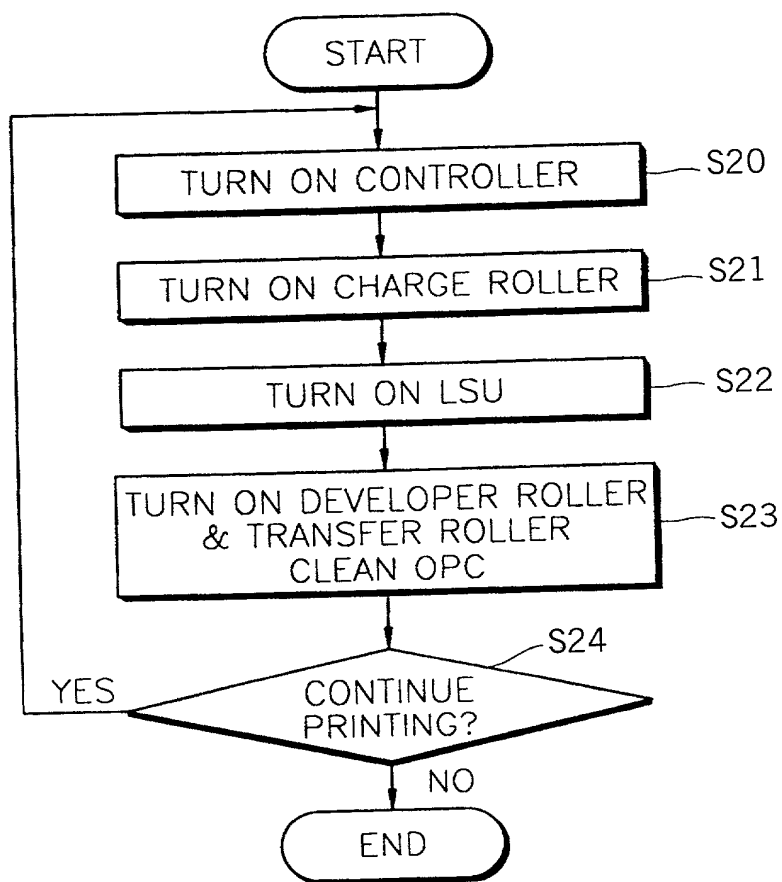 START
TURN ON CONTROLLER
S20
TURN ON CHARGE ROLLER
S21
TURN ON LSU
S22
TURN ON DEVELOPER ROLLER
& TRANSFER ROLLER
CLEAN OPC
S23
S24
YES
CONTINUE
PRINTING?
NO
END